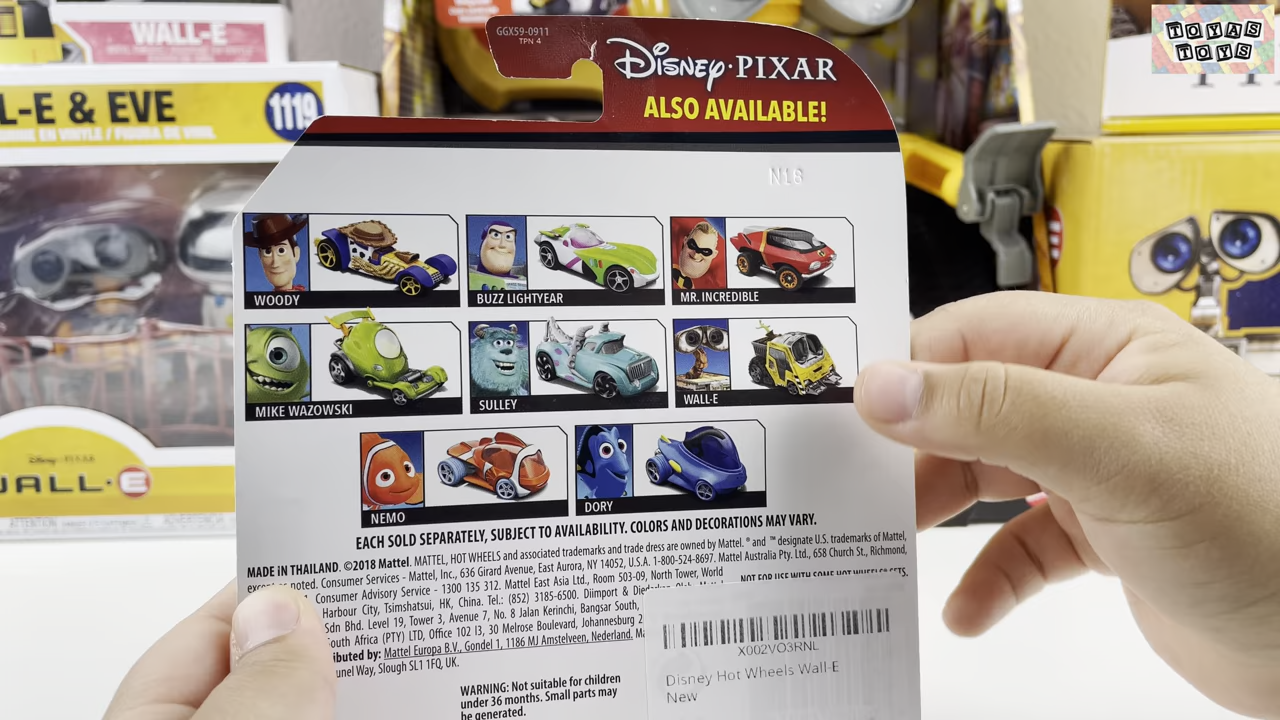 TOYAS
TOYS
GGX59-0911
TPN 4
DISNEY·PIXAR
ALSO AVAILABLE!
WALL-E
L-E & EVE
1119
N18
WOODY
BUZZ LIGHTYEAR
MR. INCREDIBLE
MIKE WAZOWSKI
SULLEY
WALL-E
NEMO
DORY
Disney·PIXAR
WALL·E
EACH SOLD SEPARATELY, SUBJECT TO AVAILABILITY. COLORS AND DECORATIONS MAY VARY.
MADE IN THAILAND. ©2018 Mattel. MATTEL, HOT WHEELS and associated trademarks and trade dress are owned by Mattel. ® and ™ designate U.S. trademarks of Mattel,
noted. Consumer Services - Mattel, Inc., 636 Girard Avenue, East Aurora, NY 14052, U.S.A. 1-800-524-8697. Mattel Australia Pty. Ltd., 658 Church St., Richmond,
Consumer Advisory Service - 1300 135 312. Mattel East Asia Ltd., Room 503-09, North Tower, World
NOT FOR USE WITH SOME HOT WHEELS® SETS.
Harbour City, Tsimshatsui, HK, China. Tel.: (852) 3185-6500. Diimport &
Sdn Bhd. Level 19, Tower 3, Avenue 7, No. 8 Jalan Kerinchi, Bangsar South,
South Africa (PTY) LTD, Office 102 I3, 30 Melrose Boulevard, Johannesburg 2
Mattel Europa B.V., Gondel 1, 1186 MJ Amstelveen, Nederland.
Way, Slough SL1 1FQ, UK.
WARNING: Not suitable for children
under 36 months. Small parts may
be generated.
X002VO3RNL
Disney Hot Wheels Wall-E
New